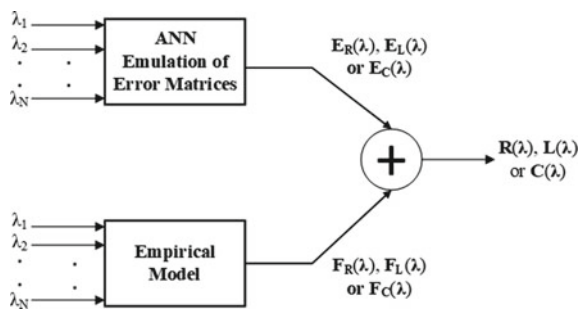 λ1
λ2
. .
. .
λN
ANN
Emulation of
Error Matrices
ER(λ), EL(λ)
or EC(λ)
+
R(λ), L(λ)
or C(λ)
λ1
λ2
. .
. .
λN
Empirical
Model
FR(λ), FL(λ)
or FC(λ)